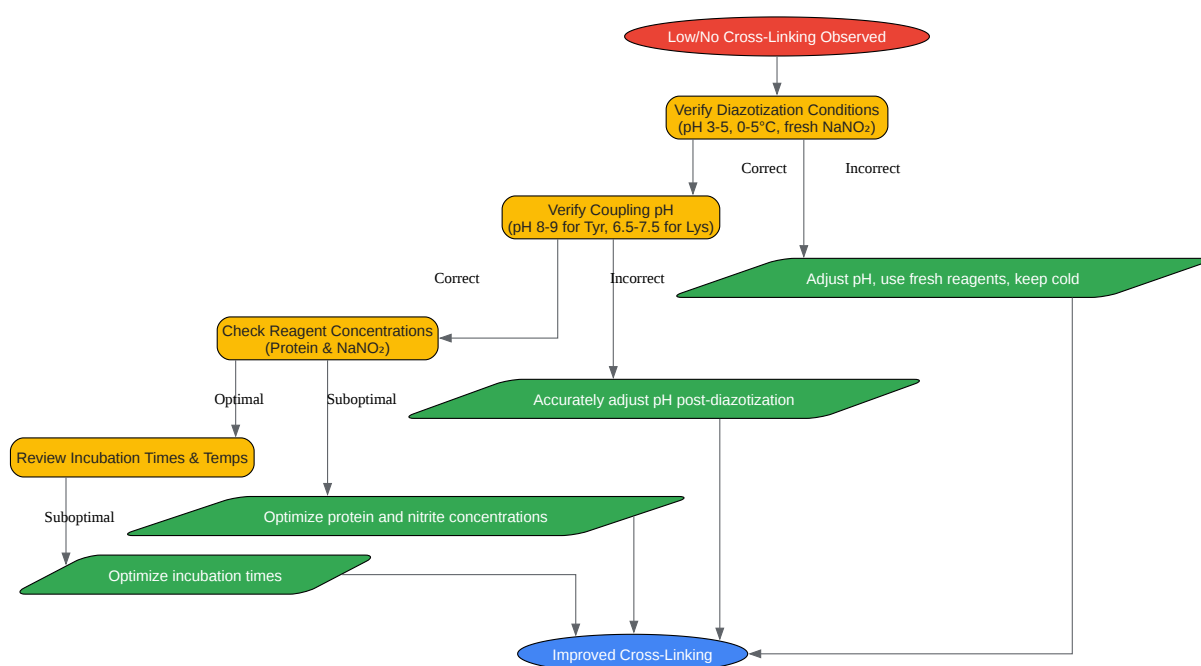 Low/No Cross-Linking Observed
Verify Diazotization Conditions
(pH 3-5, 0-5°C, fresh NaNO₂)
Correct
Incorrect
Verify Coupling pH
(pH 8-9 for Tyr, 6.5-7.5 for Lys)
Correct
Incorrect
Adjust pH, use fresh reagents, keep cold
Check Reagent Concentrations
(Protein & NaNO₂)
Optimal
Suboptimal
Accurately adjust pH post-diazotization
Review Incubation Times & Temps
Suboptimal
Optimize protein and nitrite concentrations
Optimize incubation times
Improved Cross-Linking